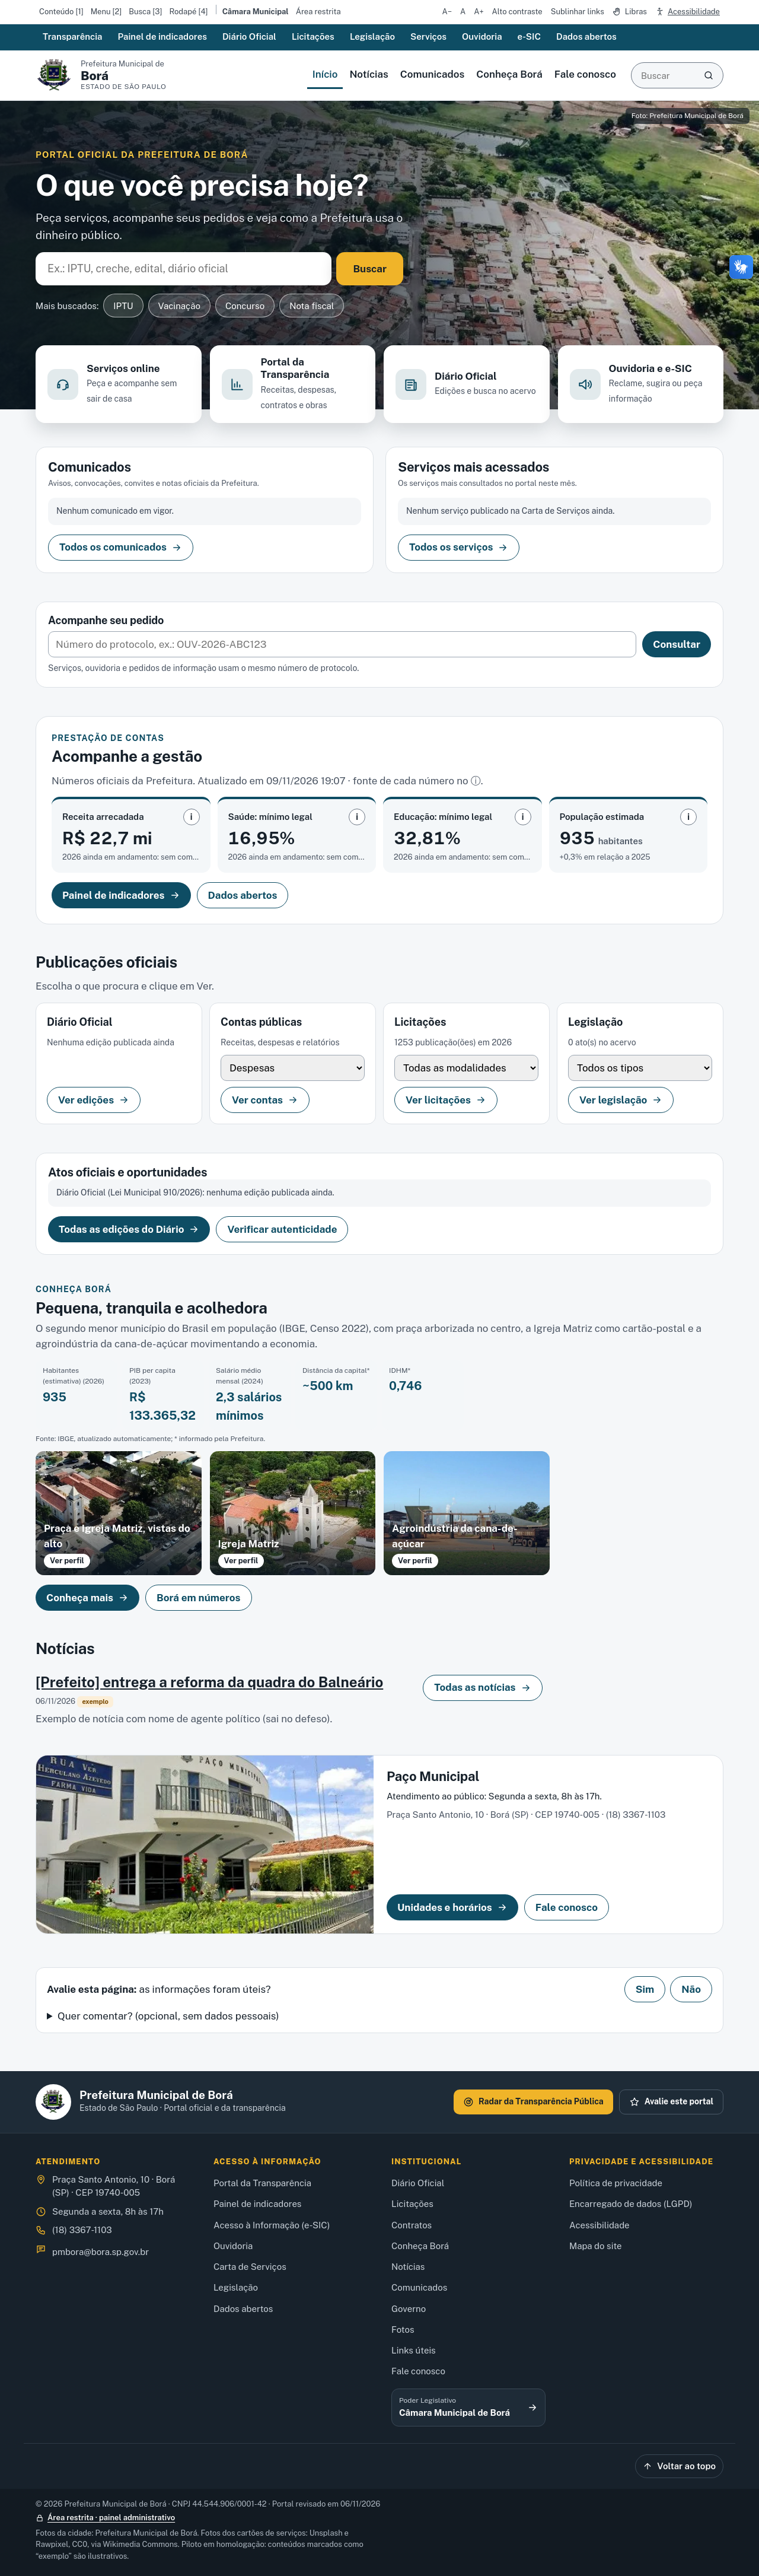 Conteúdo [1] Menu [2] Busca [3] Rodapé [4] Câmara Municipal Área restrita A− A A+ Alto contraste Sublinhar links Libras Acessibilidade
Transparência Painel de indicadores Diário Oficial Licitações Legislação Serviços Ouvidoria e-SIC Dados abertos
Prefeitura Municipal de
Borá
ESTADO DE SÃO PAULO
Início Notícias Comunicados Conheça Borá Fale conosco Buscar
Foto: Prefeitura Municipal de Borá
PORTAL OFICIAL DA PREFEITURA DE BORÁ
O que você precisa hoje?
Peça serviços, acompanhe seus pedidos e veja como a Prefeitura usa o
dinheiro público.
Ex.: IPTU, creche, edital, diário oficial Buscar
Mais buscados: IPTU Vacinação Concurso Nota fiscal
Serviços online
Peça e acompanhe sem
sair de casa
Portal da
Transparência
Receitas, despesas,
contratos e obras
Diário Oficial
Edições e busca no acervo
Ouvidoria e e-SIC
Reclame, sugira ou peça
informação
Comunicados
Avisos, convocações, convites e notas oficiais da Prefeitura.
Nenhum comunicado em vigor.
Todos os comunicados →
Serviços mais acessados
Os serviços mais consultados no portal neste mês.
Nenhum serviço publicado na Carta de Serviços ainda.
Todos os serviços →
Acompanhe seu pedido
Número do protocolo, ex.: OUV-2026-ABC123 Consultar
Serviços, ouvidoria e pedidos de informação usam o mesmo número de protocolo.
PRESTAÇÃO DE CONTAS
Acompanhe a gestão
Números oficiais da Prefeitura. Atualizado em 09/11/2026 19:07 · fonte de cada número no ⓘ.
Receita arrecadada i
R$ 22,7 mi
2026 ainda em andamento: sem com...
Saúde: mínimo legal i
16,95%
2026 ainda em andamento: sem com...
Educação: mínimo legal i
32,81%
2026 ainda em andamento: sem com...
População estimada i
935 habitantes
+0,3% em relação a 2025
Painel de indicadores → Dados abertos
Publicações oficiais
Escolha o que procura e clique em Ver.
Diário Oficial
Nenhuma edição publicada ainda
Ver edições →
Contas públicas
Receitas, despesas e relatórios
Despesas
Ver contas →
Licitações
1253 publicação(ões) em 2026
Todas as modalidades
Ver licitações →
Legislação
0 ato(s) no acervo
Todos os tipos
Ver legislação →
Atos oficiais e oportunidades
Diário Oficial (Lei Municipal 910/2026): nenhuma edição publicada ainda.
Todas as edições do Diário → Verificar autenticidade
CONHEÇA BORÁ
Pequena, tranquila e acolhedora
O segundo menor município do Brasil em população (IBGE, Censo 2022), com praça arborizada no centro, a Igreja Matriz como cartão-postal e a
agroindústria da cana-de-açúcar movimentando a economia.
Habitantes
(estimativa) (2026)
935
PIB per capita
(2023)
R$
133.365,32
Salário médio
mensal (2024)
2,3 salários
mínimos
Distância da capital*
~500 km
IDHM*
0,746
Fonte: IBGE, atualizado automaticamente; * informado pela Prefeitura.
Praça e Igreja Matriz, vistas do
alto
Ver perfil
Igreja Matriz
Ver perfil
Agroindústria da cana-de-
açúcar
Ver perfil
Conheça mais → Borá em números
Notícias
[Prefeito] entrega a reforma da quadra do Balneário
06/11/2026 exemplo
Exemplo de notícia com nome de agente político (sai no defeso).
Todas as notícias →
RUA VER
HERCULANO AZEVEDO
FARMA VIDA
PAÇO MUNICIPAL
Paço Municipal
Atendimento ao público: Segunda a sexta, 8h às 17h.
Praça Santo Antonio, 10 · Borá (SP) · CEP 19740-005 · (18) 3367-1103
Unidades e horários → Fale conosco
Avalie esta página: as informações foram úteis? Sim Não
▶ Quer comentar? (opcional, sem dados pessoais)
Prefeitura Municipal de Borá
Estado de São Paulo · Portal oficial e da transparência
Radar da Transparência Pública Avalie este portal
ATENDIMENTO
Praça Santo Antonio, 10 · Borá
(SP) · CEP 19740-005
Segunda a sexta, 8h às 17h
(18) 3367-1103
pmbora@bora.sp.gov.br
ACESSO À INFORMAÇÃO
Portal da Transparência
Painel de indicadores
Acesso à Informação (e-SIC)
Ouvidoria
Carta de Serviços
Legislação
Dados abertos
INSTITUCIONAL
Diário Oficial
Licitações
Contratos
Conheça Borá
Notícias
Comunicados
Governo
Fotos
Links úteis
Fale conosco
Poder Legislativo
Câmara Municipal de Borá →
PRIVACIDADE E ACESSIBILIDADE
Política de privacidade
Encarregado de dados (LGPD)
Acessibilidade
Mapa do site
↑ Voltar ao topo
© 2026 Prefeitura Municipal de Borá · CNPJ 44.544.906/0001-42 · Portal revisado em 06/11/2026
Área restrita · painel administrativo
Fotos da cidade: Prefeitura Municipal de Borá. Fotos dos cartões de serviços: Unsplash e
Rawpixel, CC0, via Wikimedia Commons. Piloto em homologação: conteúdos marcados como
"exemplo" são ilustrativos.